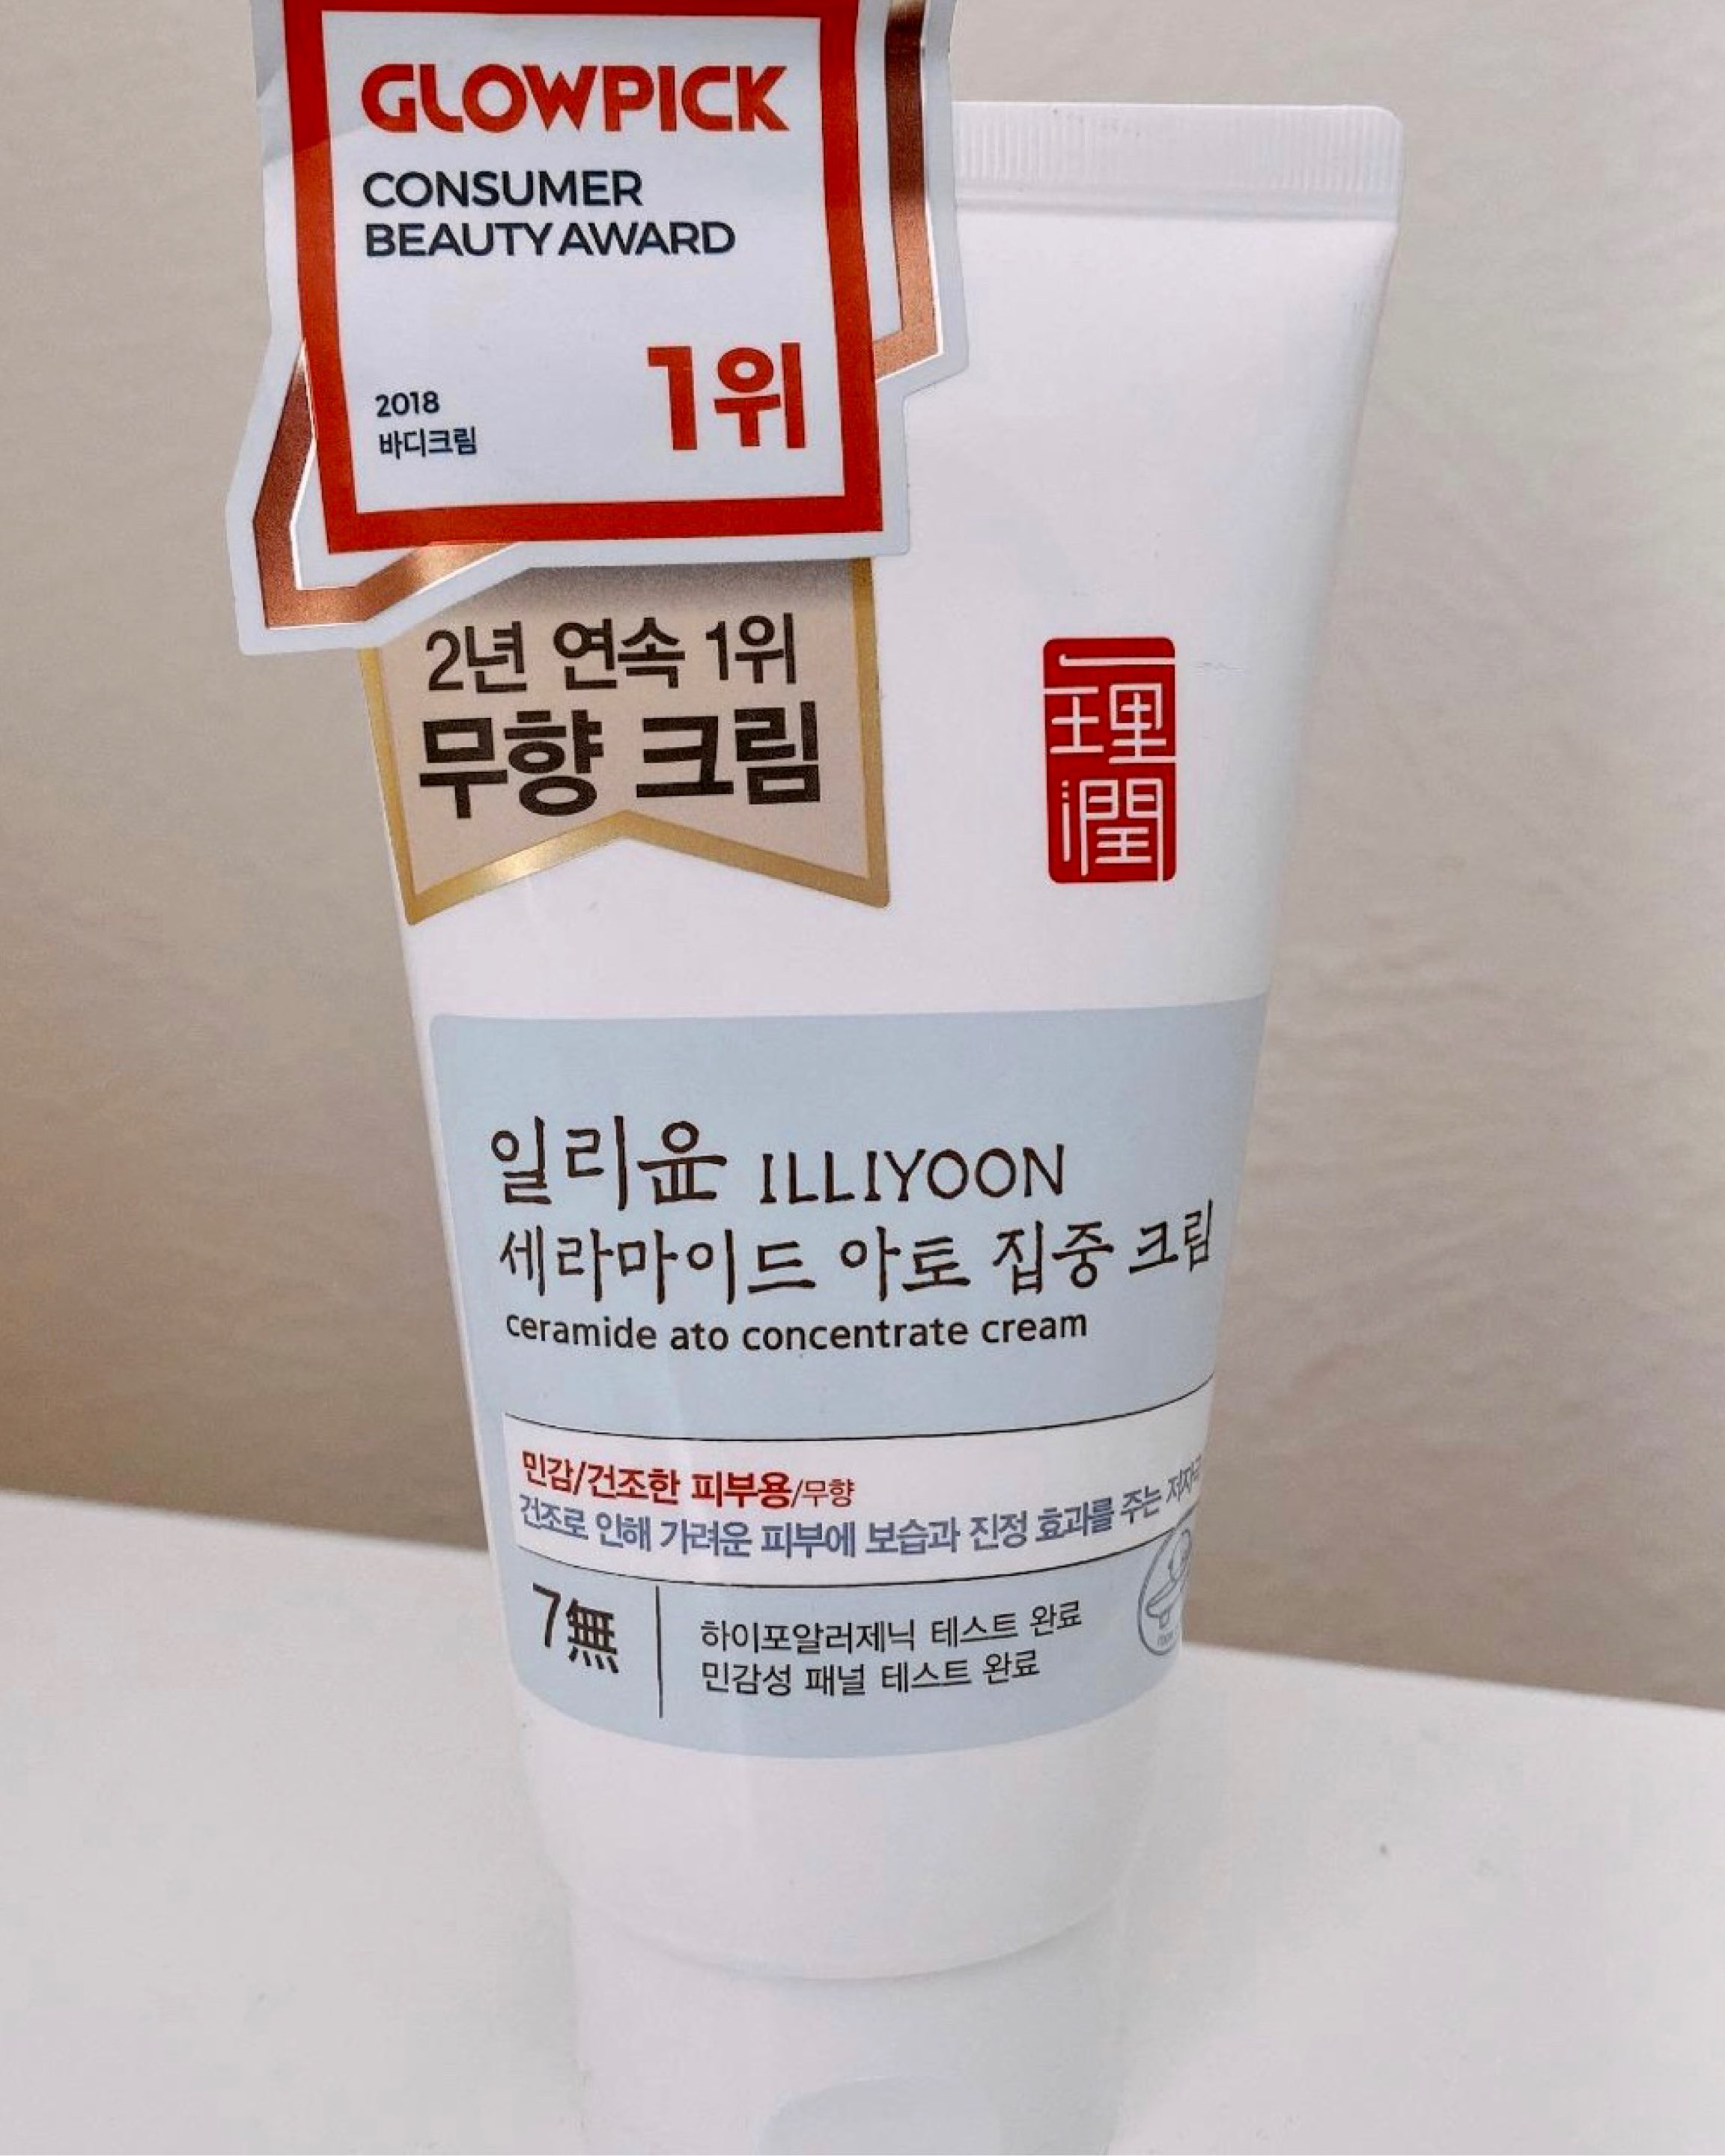 GLOWPICK
CONSUMER
BEAUTY AWARD
1위
2018
바디크림
2년 연속 1위
무향 크림
一理潤
일리윤 ILLIYOON
세라마이드 아토 집중 크림
ceramide ato concentrate cream
민감/건조한 피부용/무향
건조로 인해 가려운 피부에 보습과 진정 효과를 주는
7無
하이포알러제닉 테스트 완료
민감성 패널 테스트 완료